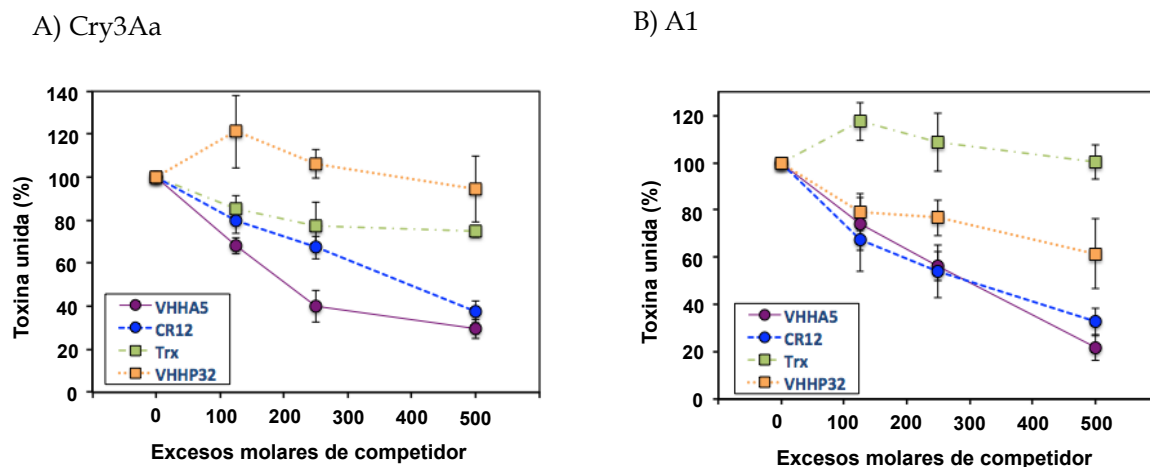 A) Cry3Aa
B) A1
Toxina unida (%)
140
120
100
80
60
40
20
0
VHHA5
CR12
Trx
VHHP32
0 100 200 300 400 500
Excesos molares de competidor
Toxina unida (%)
120
100
80
60
40
20
0
VHHA5
CR12
Trx
VHHP32
0 100 200 300 400 500
Excesos molares de competidor